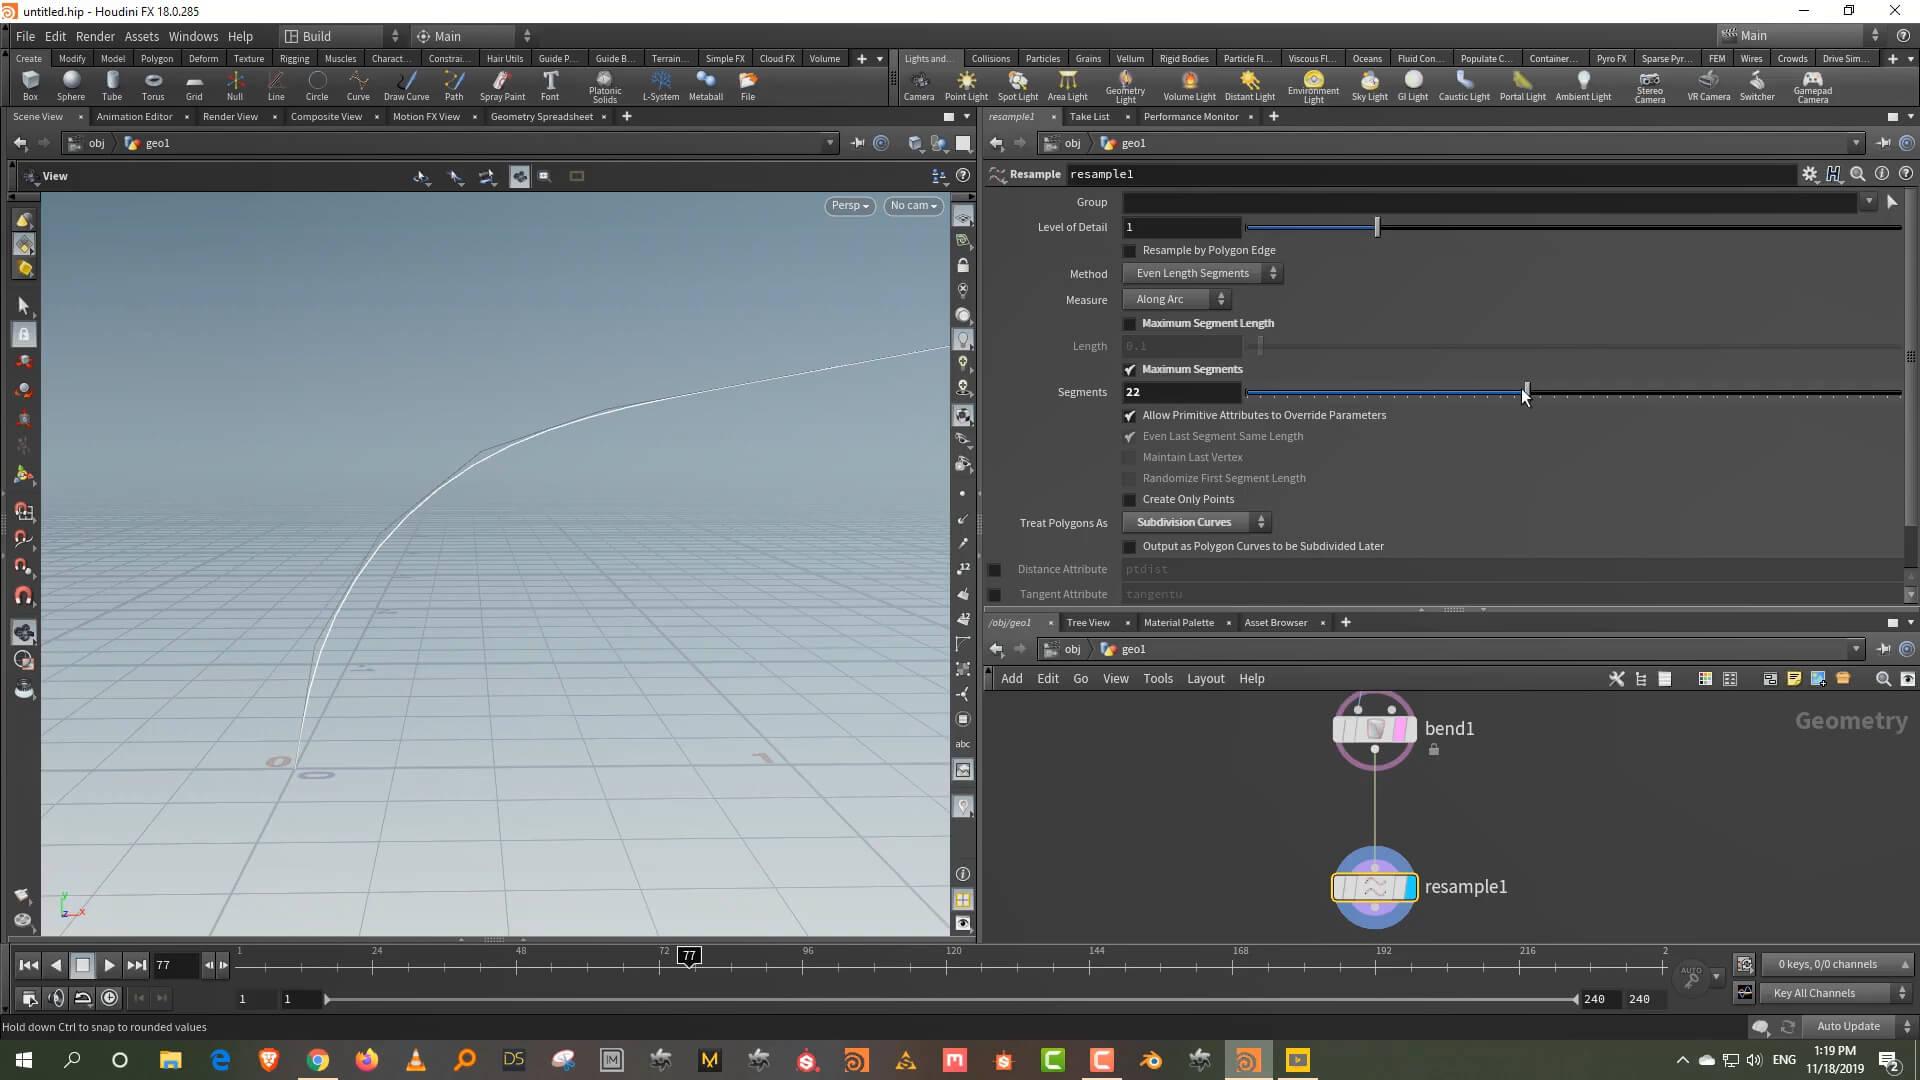 untitled.hip - Houdini FX 18.0.285
File Edit Render Assets Windows Help Build Main Main
Create Modify Model Polygon Deform Texture Rigging Muscles Charact... Constrai... Hair Utils Guide P... Guide B... Terrain... Simple FX Cloud FX Volume
Lights and... Collisions Particles Grains Vellum Rigid Bodies Particle Fl... Viscous Fl... Oceans Fluid Con... Populate C... Container... Pyro FX Sparse Pyr... FEM Wires Crowds Drive Sim...
Box Sphere Tube Torus Grid Null Line Circle Curve Draw Curve Path Spray Paint Font Platonic Solids L-System Metaball File
Camera Point Light Spot Light Area Light Geometry Light Volume Light Distant Light Environment Light Sky Light GI Light Caustic Light Portal Light Ambient Light Stereo Camera VR Camera Switcher Gamepad Camera
Scene View Animation Editor Render View Composite View Motion FX View Geometry Spreadsheet
resample1 Take List Performance Monitor
obj geo1
obj geo1
View
Persp No cam
Resample resample1
Group
Level of Detail 1
Resample by Polygon Edge
Method Even Length Segments
Measure Along Arc
Maximum Segment Length
Length 0.1
Maximum Segments
Segments 22
Allow Primitive Attributes to Override Parameters
Even Last Segment Same Length
Maintain Last Vertex
Randomize First Segment Length
Create Only Points
Treat Polygons As Subdivision Curves
Output as Polygon Curves to be Subdivided Later
Distance Attribute ptdist
Tangent Attribute tangentu
12
12
abc
0 0
y
z x
/obj/geo1 Tree View Material Palette Asset Browser
obj geo1
Add Edit Go View Tools Layout Help
Geometry
bend1
resample1
77 1 24 48 72 77 96 120 144 168 192 216 2
AUTO
0 keys, 0/0 channels
1 1 240 240
Key All Channels
Hold down Ctrl to snap to rounded values
Auto Update
DS
ENG
1:19 PM
11/18/2019
2